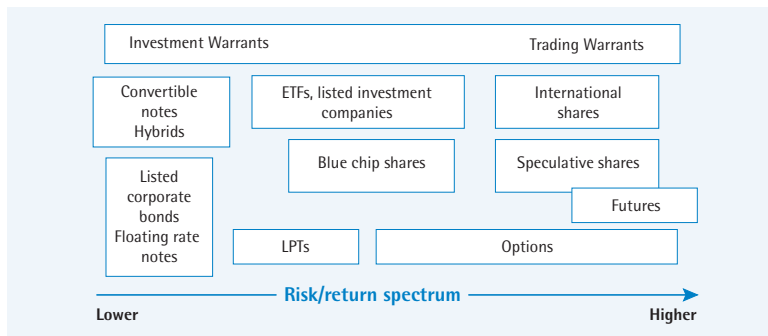 Investment Warrants Trading Warrants
Convertible
notes
Hybrids
ETFs, listed investment
companies
International
shares
Blue chip shares
Speculative shares
Listed
corporate
bonds
Floating rate
notes
Futures
LPTs
Options
Risk/return spectrum
Lower Higher